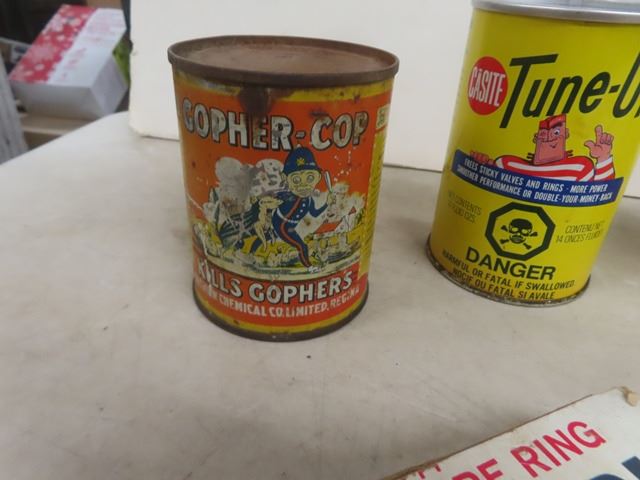 GOPHER-COP
KILLS GOPHERS
CHEMICAL CO. LIMITED, REGINA
CASITE
Tune-U
FREES STICKY VALVES AND RINGS - MORE POWER
SMOOTHER PERFORMANCE OR DOUBLE-YOUR-MONEY BACK
NET CONTENTS
CONTENU NET
14 ONCES FLUIDES
DANGER
HARMFUL OR FATAL IF SWALLOWED.
NOCIF OU FATAL SI AVALE
RE RING